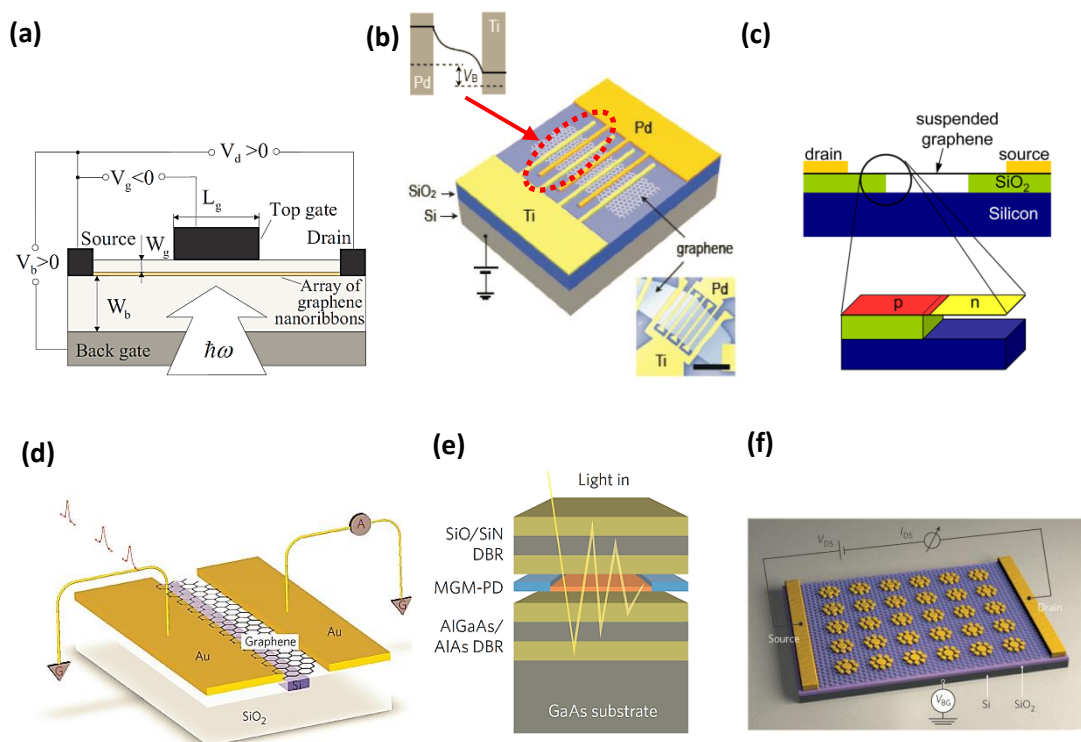 (a)
V_d >0
V_g<0
L_g
Top gate
Source
W_g
Drain
V_b>0
Array of
graphene
nanoribbons
W_b
Back gate
ħω
(b)
Ti
Pd
V_B
Pd
SiO₂
Si
Ti
graphene
Pd
Ti
(c)
suspended
graphene
drain
source
SiO₂
Silicon
p
n
(d)
A
G
Graphene
Au
Au
G
Si
SiO₂
(e)
Light in
SiO/SiN
DBR
MGM-PD
AlGaAs/
AlAs DBR
GaAs substrate
(f)
V_DS
I_DS
Drain
Source
V_BG
Si
SiO₂